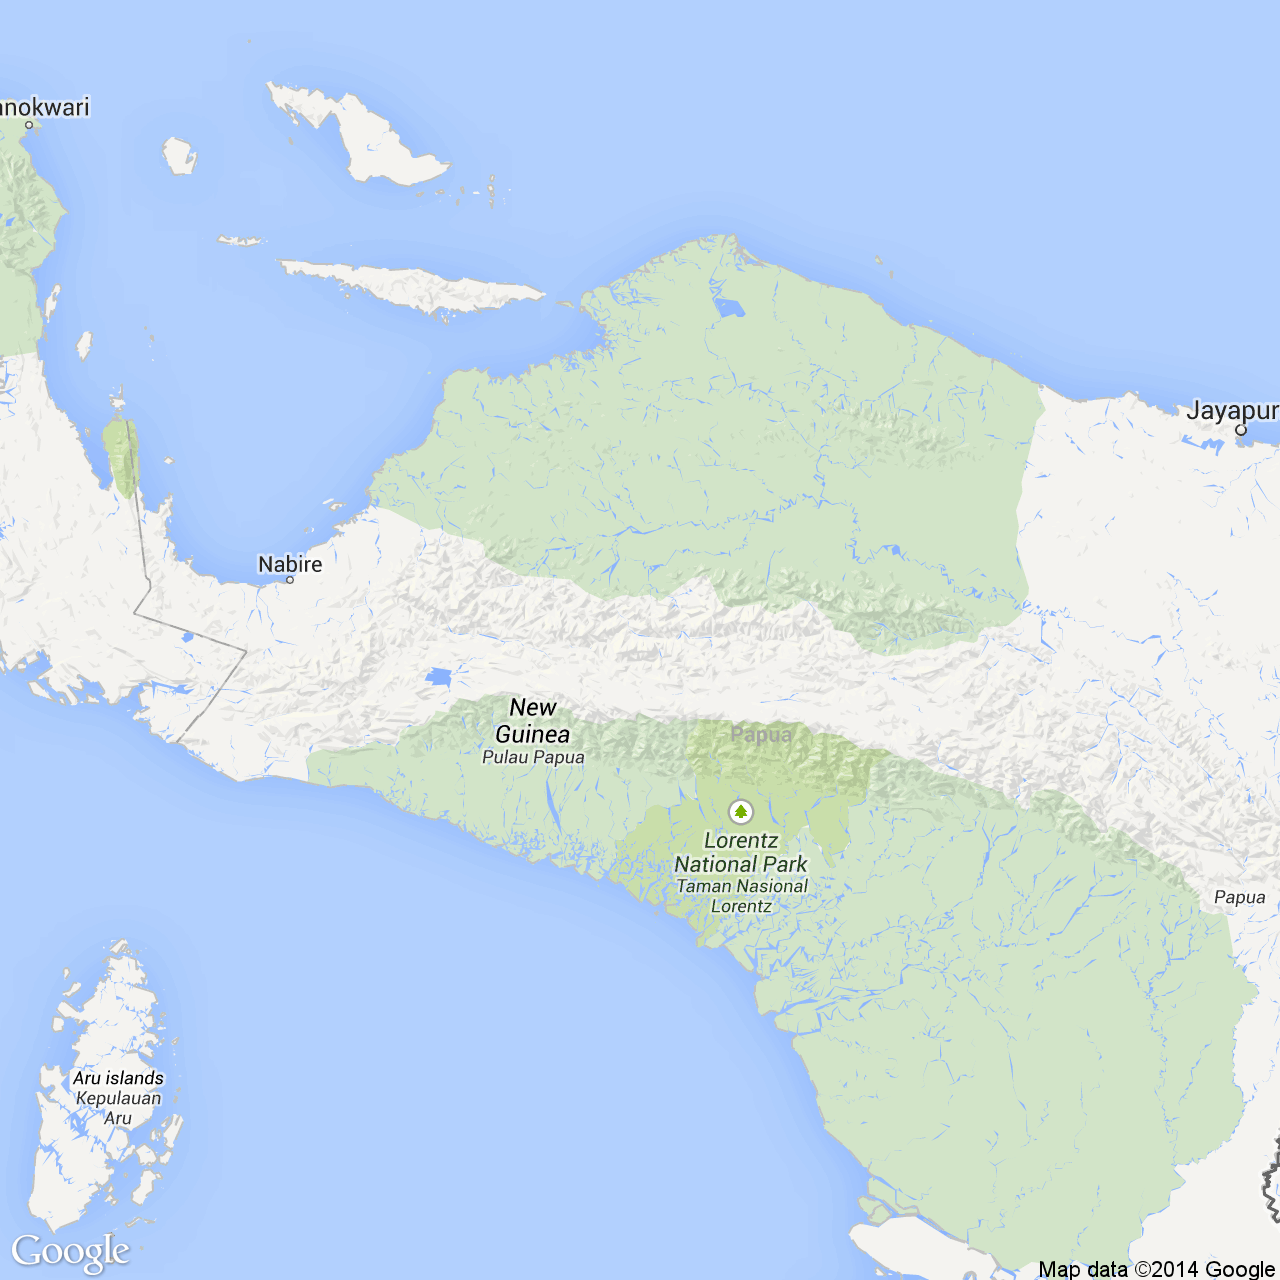 anokwari
Jayapur
Nabire
New
Guinea
Pulau Papua
Papua
Lorentz
National Park
Taman Nasional
Lorentz
Papua
Aru islands
Kepulauan
Aru
Google
Map data ©2014 Google